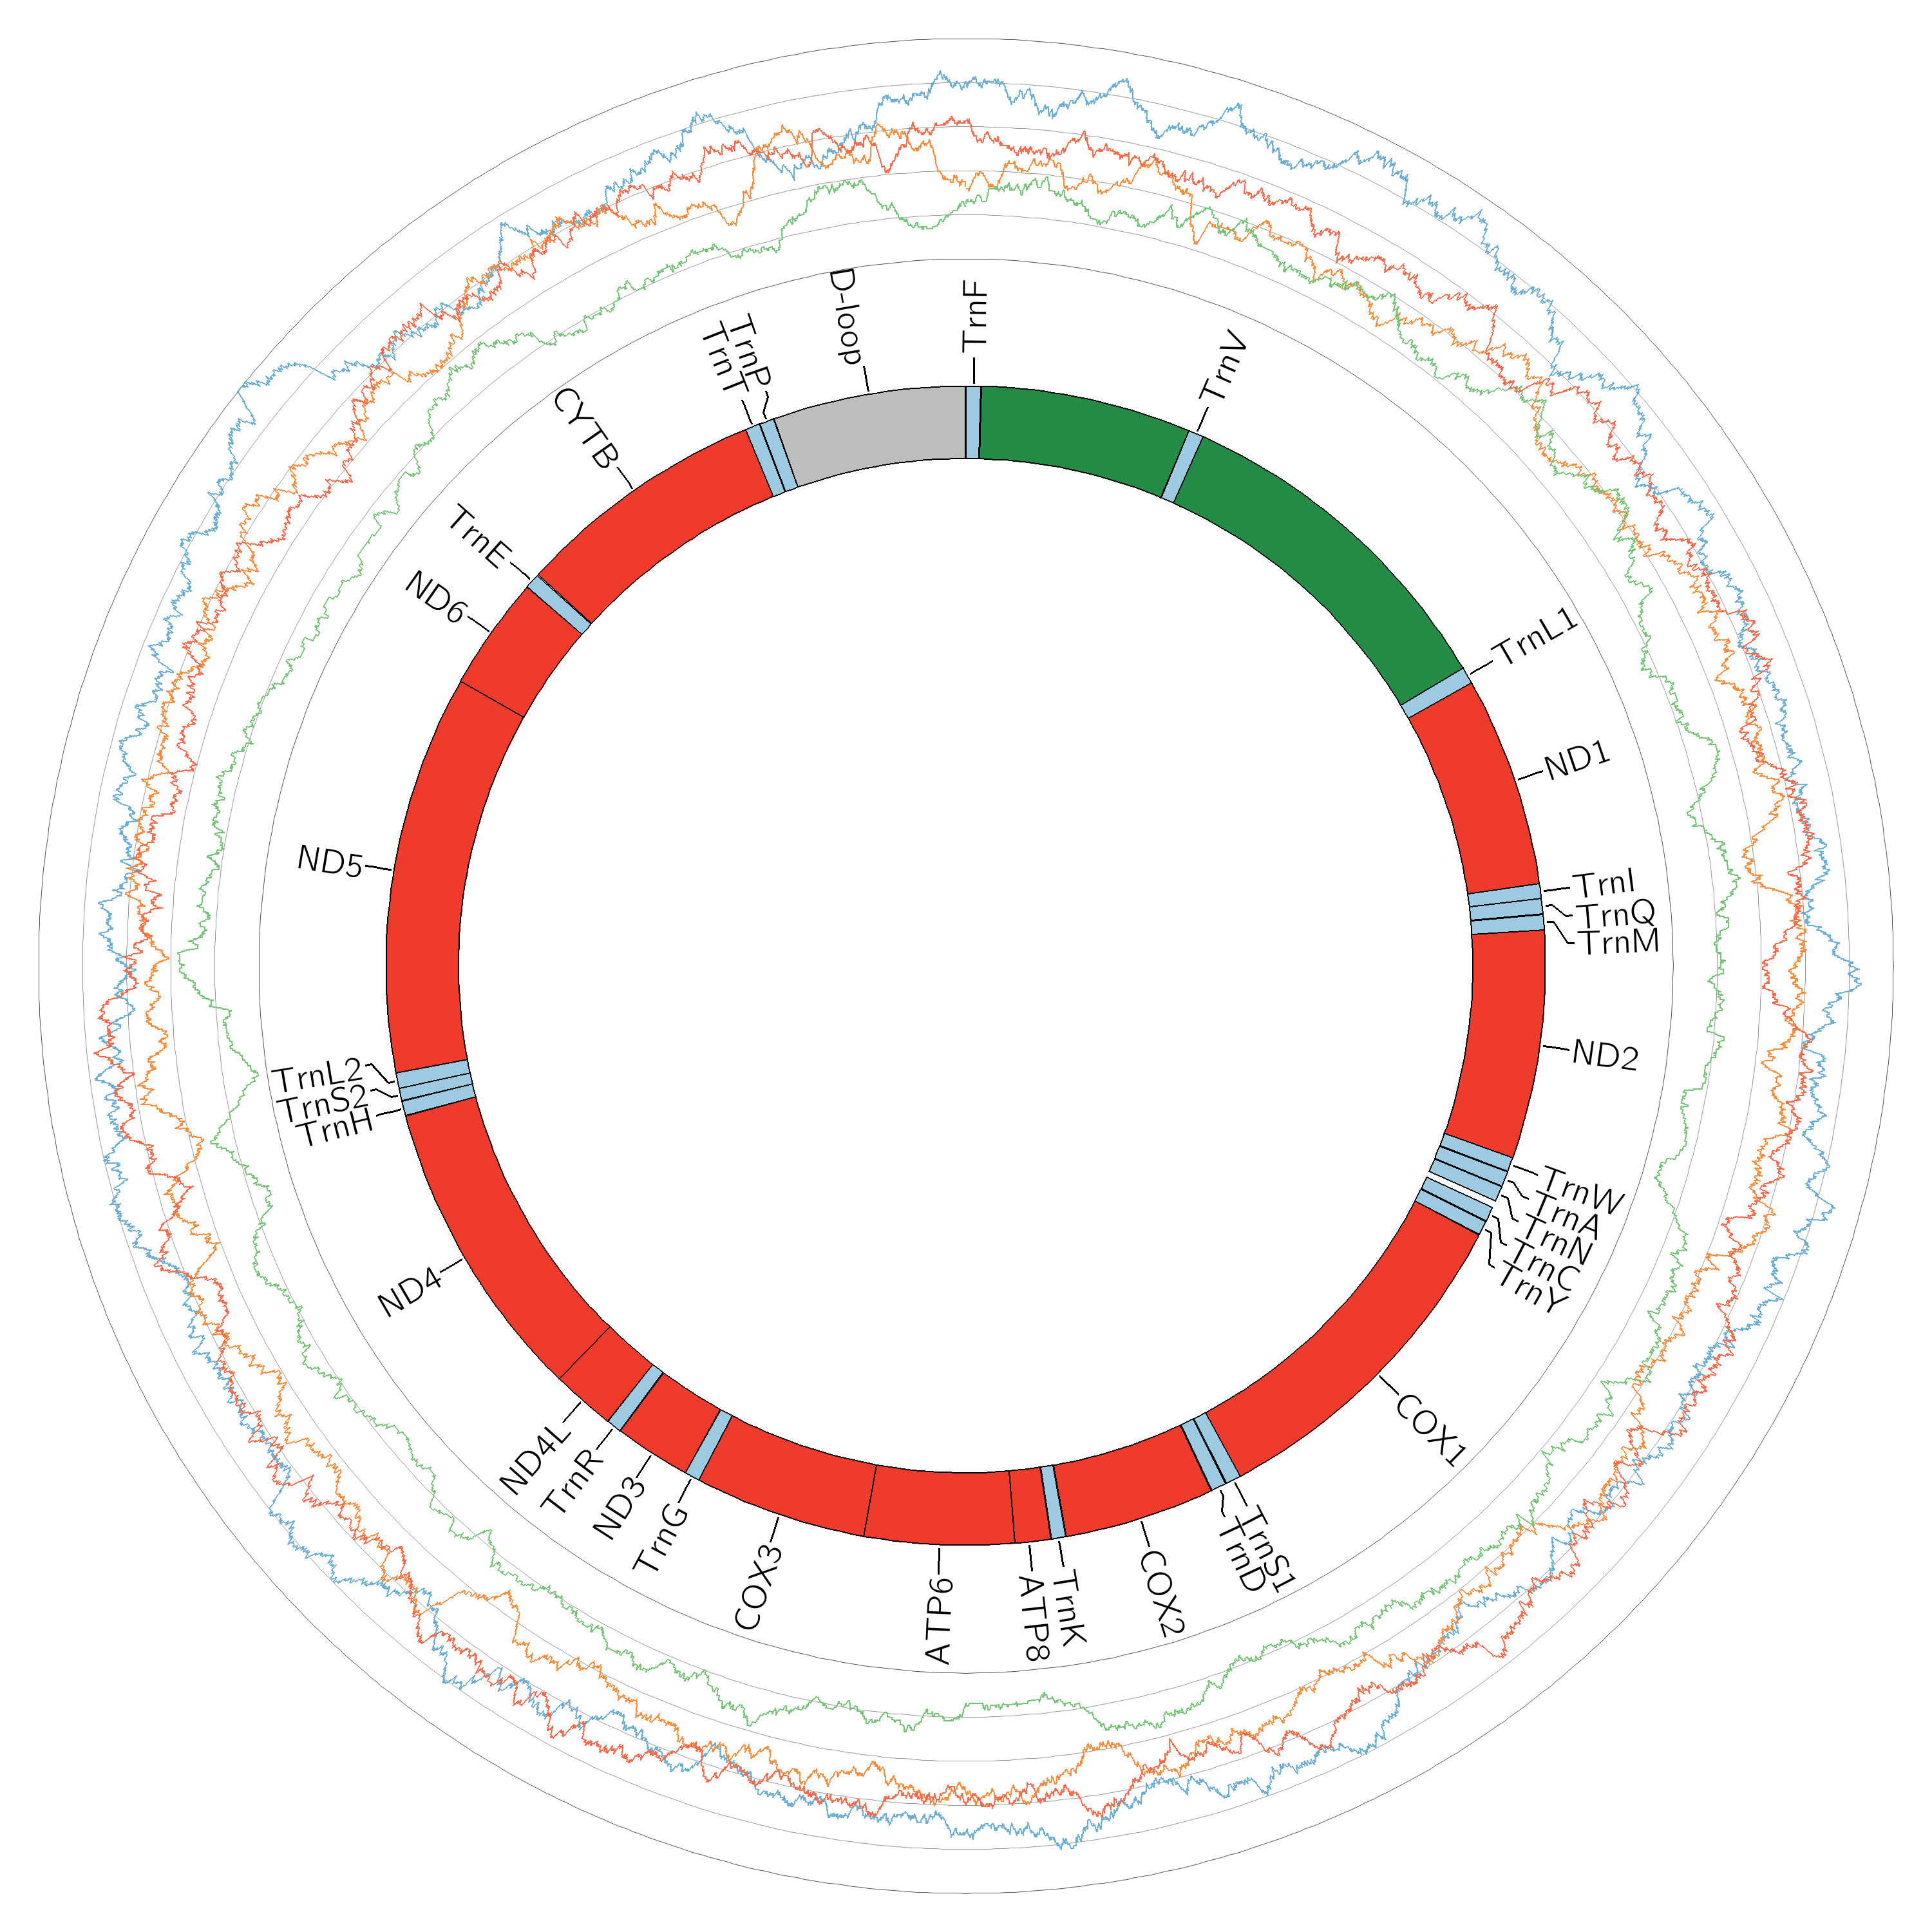 TrnF
TrnV
TrnL1
ND1
TrnI
TrnQ
TrnM
ND2
TrnW
TrnA
TrnN
TrnC
TrnY
COX1
TrnS1
TrnD
COX2
TrnK
ATP8
ATP6
COX3
TrnG
ND3
TrnR
ND4L
ND4
TrnH
TrnS2
TrnL2
ND5
ND6
TrnE
CYTB
TrnT
TrnP
D-loop